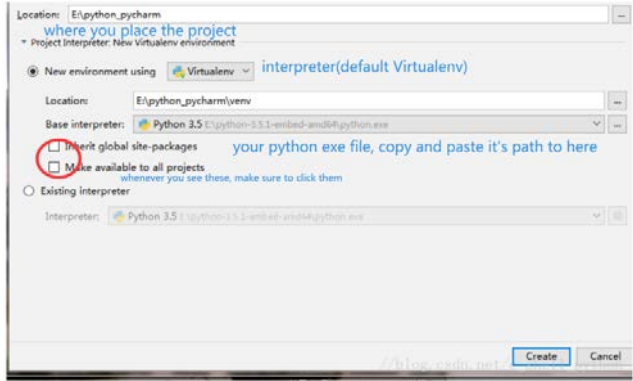 Location: E:\python_pycharm
where you place the project
Project Interpreter: New Virtualenv environment
New environment using Virtualenv interpreter(default Virtualenv)
Location: E:\python_pycharm\venv
Base interpreter: Python 3.5 E:\python-3.5.1-embed-amd64\python.exe
Inherit global site-packages your python exe file, copy and paste it's path to here
Make available to all projects
whenever you see these, make sure to click them
Existing interpreter
Interpreter: Python 3.5 E:\python-3.5.1-embed-amd64\python.exe
Create Cancel
//blog.csdn.net/